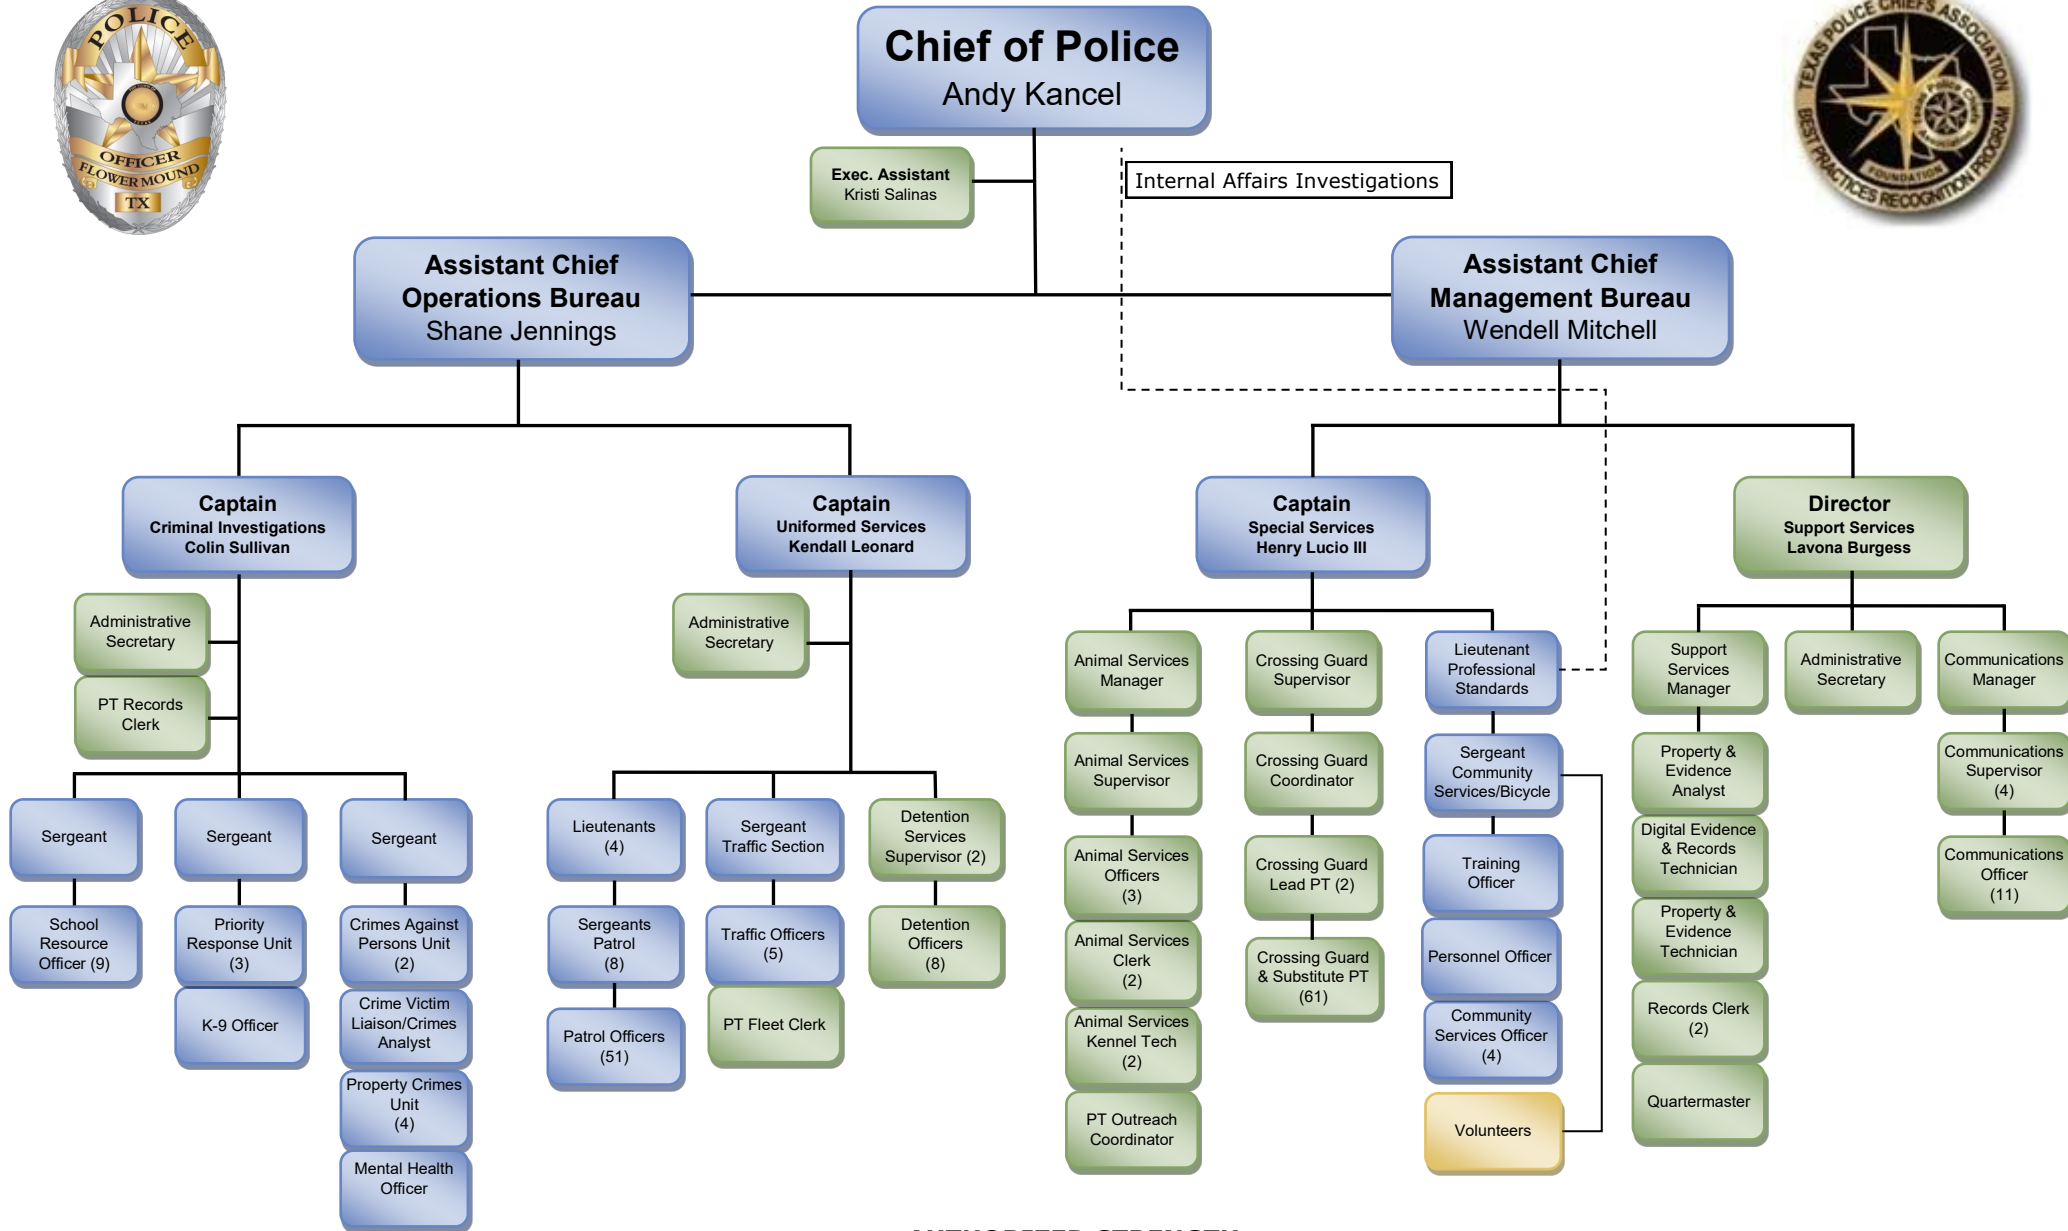 POLICE
OFFICER
FLOWER MOUND
TX
Chief of Police
Andy Kancel
TEXAS POLICE CHIEFS ASSOCIATION
FOUNDATION
BEST PRACTICES RECOGNITION PROGRAM
Exec. Assistant
Kristi Salinas
Internal Affairs Investigations
Assistant Chief
Operations Bureau
Shane Jennings
Assistant Chief
Management Bureau
Wendell Mitchell
Captain
Criminal Investigations
Colin Sullivan
Captain
Uniformed Services
Kendall Leonard
Captain
Special Services
Henry Lucio III
Director
Support Services
Lavona Burgess
Administrative
Secretary
PT Records
Clerk
Sergeant
School
Resource
Officer (9)
Sergeant
Priority
Response Unit
(3)
K-9 Officer
Sergeant
Crimes Against
Persons Unit
(2)
Crime Victim
Liaison/Crimes
Analyst
Property Crimes
Unit
(4)
Mental Health
Officer
Administrative
Secretary
Lieutenants
(4)
Sergeants
Patrol
(8)
Patrol Officers
(51)
Sergeant
Traffic Section
Traffic Officers
(5)
PT Fleet Clerk
Detention
Services
Supervisor (2)
Detention
Officers
(8)
Animal Services
Manager
Animal Services
Supervisor
Animal Services
Officers
(3)
Animal Services
Clerk
(2)
Animal Services
Kennel Tech
(2)
PT Outreach
Coordinator
Crossing Guard
Supervisor
Crossing Guard
Coordinator
Crossing Guard
Lead PT (2)
Crossing Guard
& Substitute PT
(61)
Lieutenant
Professional
Standards
Sergeant
Community
Services/Bicycle
Training
Officer
Personnel Officer
Community
Services Officer
(4)
Volunteers
Support
Services
Manager
Property &
Evidence
Analyst
Digital Evidence
& Records
Technician
Property &
Evidence
Technician
Records Clerk
(2)
Quartermaster
Administrative
Secretary
Communications
Manager
Communications
Supervisor
(4)
Communications
Officer
(11)